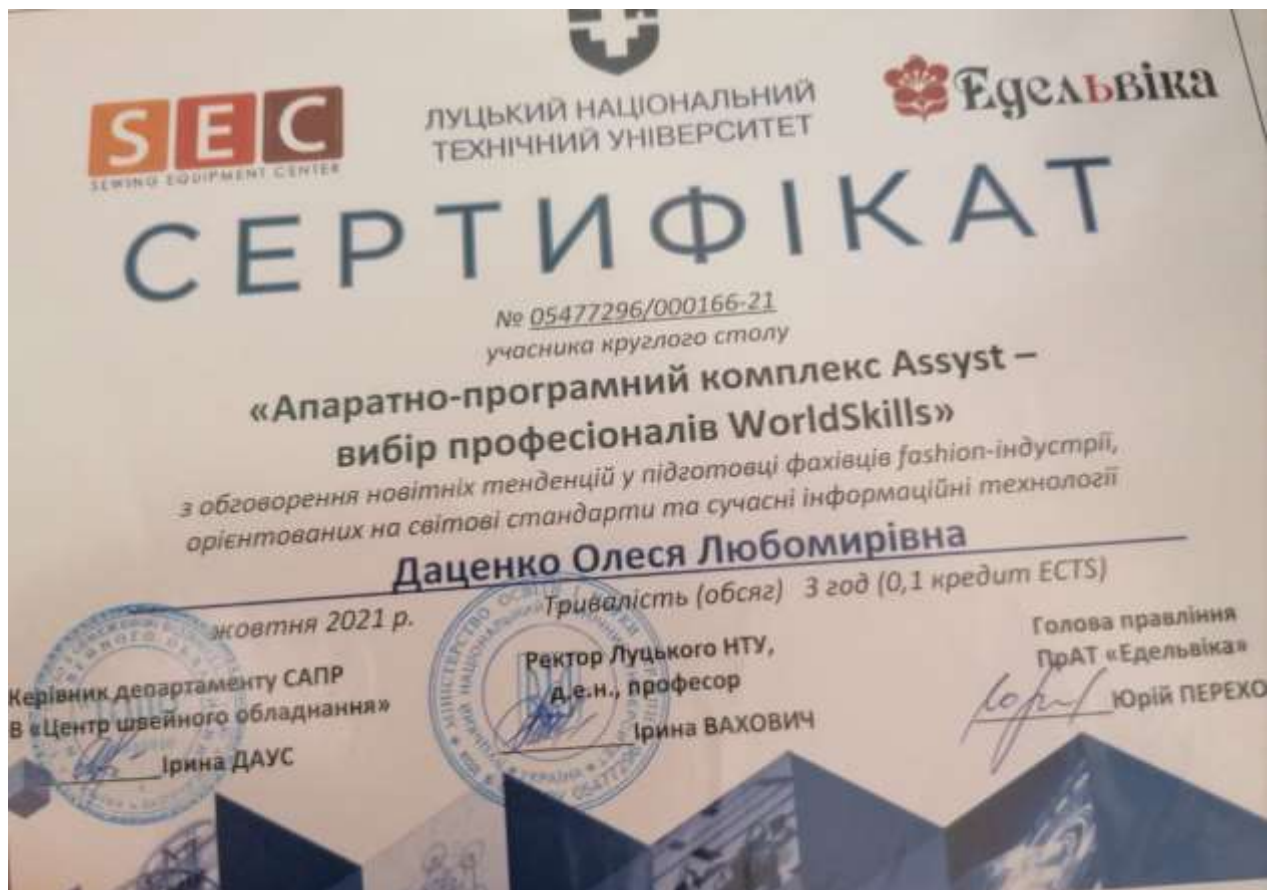 SEC
SEWING EQUIPMENT CENTER
ЛУЦЬКИЙ НАЦІОНАЛЬНИЙ
ТЕХНІЧНИЙ УНІВЕРСИТЕТ
Едельвіка
СЕРТИФІКАТ
№ 05477296/000166-21
учасника круглого столу
«Апаратно-програмний комплекс Assyst –
вибір професіоналів WorldSkills»
з обговорення новітніх тенденцій у підготовці фахівців fashion-індустрії,
орієнтованих на світові стандарти та сучасні інформаційні технології
Даценко Олеся Любомирівна
жовтня 2021 р.
Тривалість (обсяг) 3 год (0,1 кредит ECTS)
Керівник департаменту САПР
В «Центр швейного обладнання»
Ірина ДАУС
Ректор Луцького НТУ,
д.е.н., професор
Ірина ВАХОВИЧ
Голова правління
ПрАТ «Едельвіка»
Юрій ПЕРЕХО